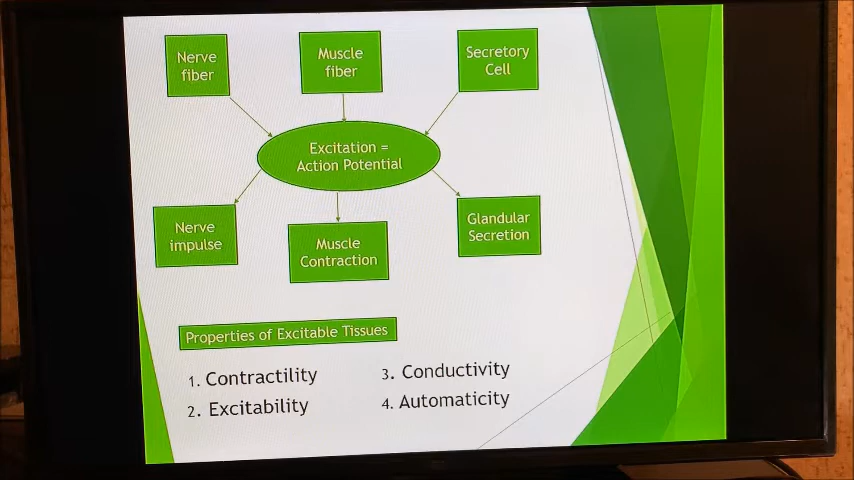 Nerve
fiber
Muscle
fiber
Secretory
Cell
Excitation =
Action Potential
Nerve
impulse
Muscle
Contraction
Glandular
Secretion
Properties of Excitable Tissues
1. Contractility
2. Excitability
3. Conductivity
4. Automaticity